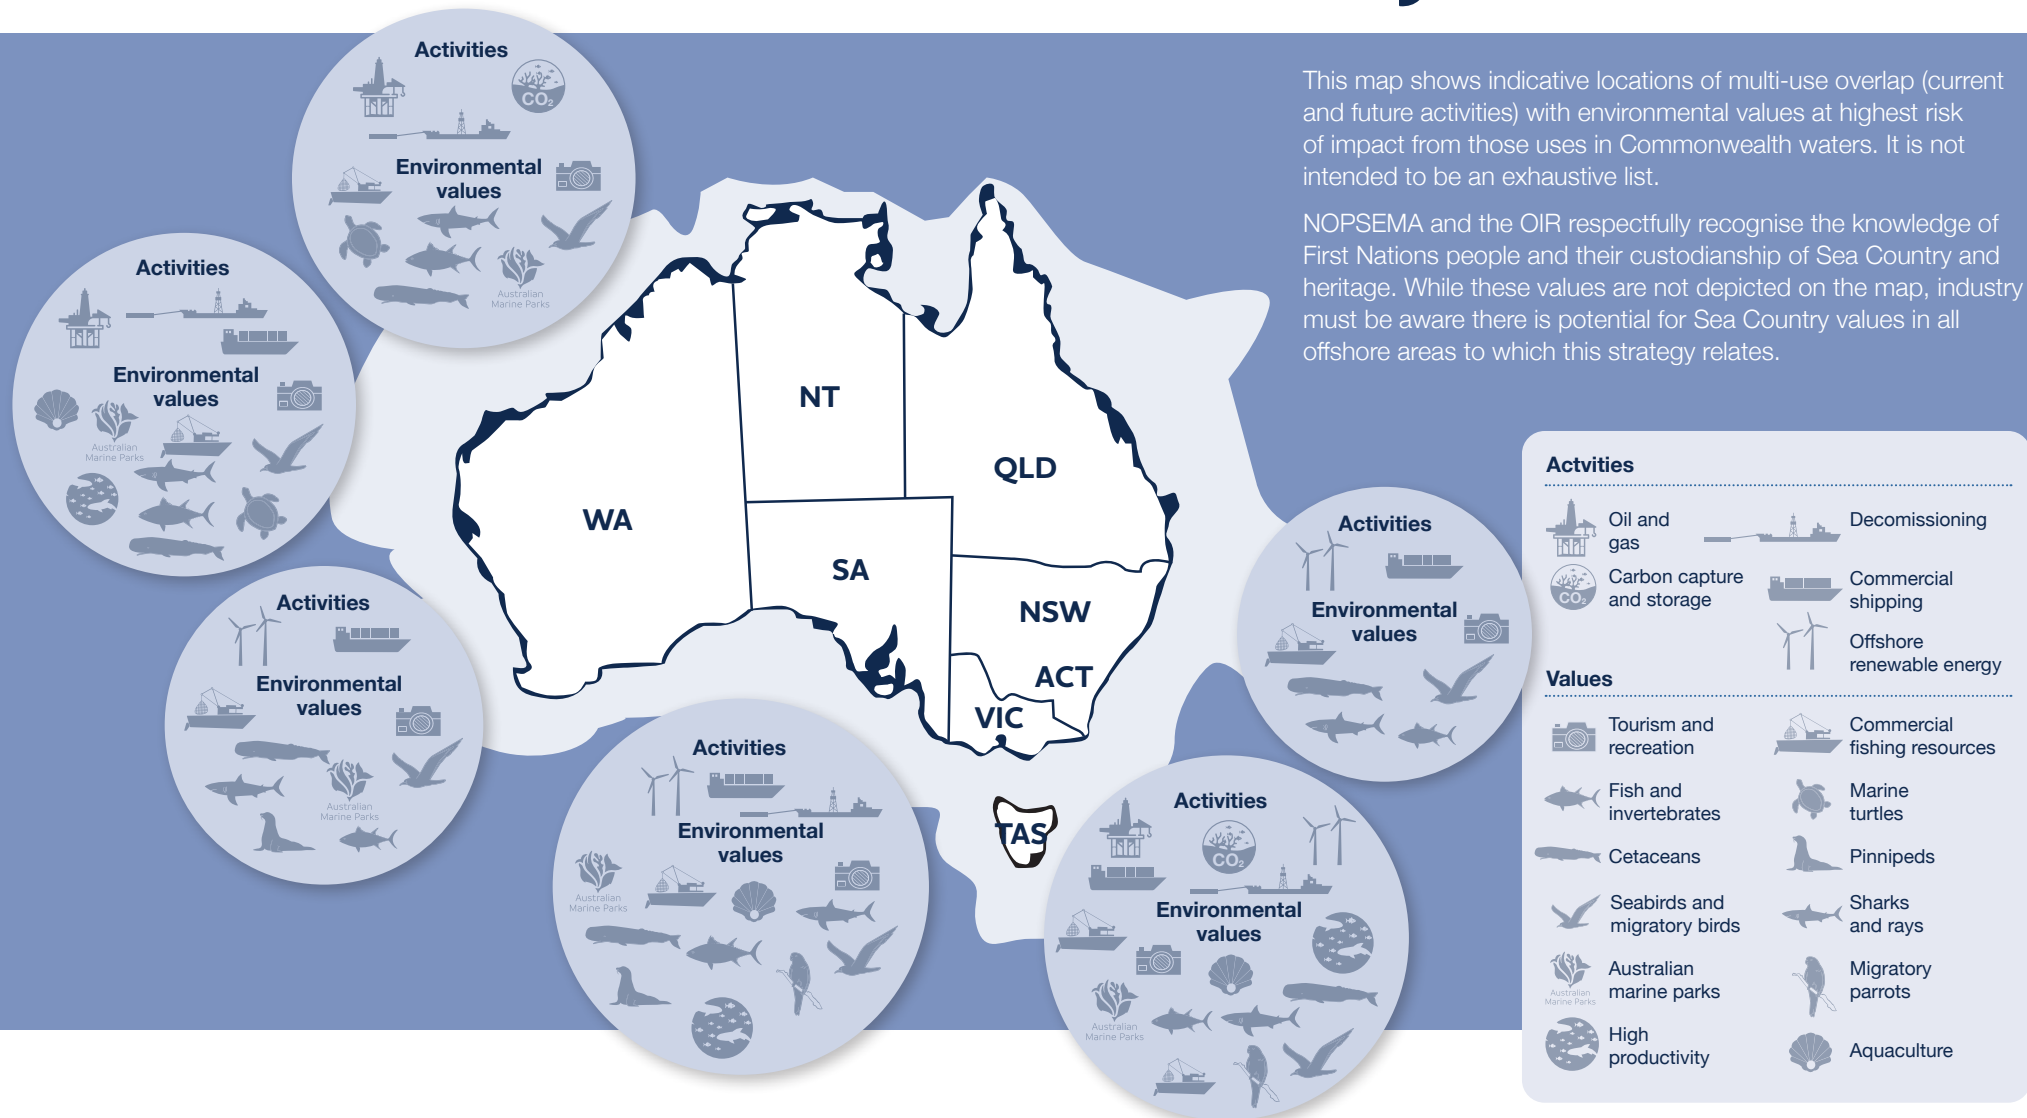 This map shows indicative locations of multi-use overlap (current
and future activities) with environmental values at highest risk
of impact from those uses in Commonwealth waters. It is not
intended to be an exhaustive list.
NOPSEMA and the OIR respectfully recognise the knowledge of
First Nations people and their custodianship of Sea Country and
heritage. While these values are not depicted on the map, industry
must be aware there is potential for Sea Country values in all
offshore areas to which this strategy relates.
Activities
CO2
Environmental
values
Australian
Marine Parks
Activities
Environmental
values
Australian
Marine Parks
Activities
Environmental
values
Australian
Marine Parks
Activities
Environmental
values
Australian
Marine Parks
Activities
CO2
Environmental
values
Australian
Marine Parks
Activities
Environmental
values
WA
NT
QLD
SA
NSW
ACT
VIC
TAS
Actvities
Oil and
gas
Decomissioning
CO2
Carbon capture
and storage
Commercial
shipping
Offshore
renewable energy
Values
Tourism and
recreation
Commercial
fishing resources
Fish and
invertebrates
Marine
turtles
Cetaceans
Pinnipeds
Seabirds and
migratory birds
Sharks
and rays
Australian
Marine Parks
Australian
marine parks
Migratory
parrots
High
productivity
Aquaculture